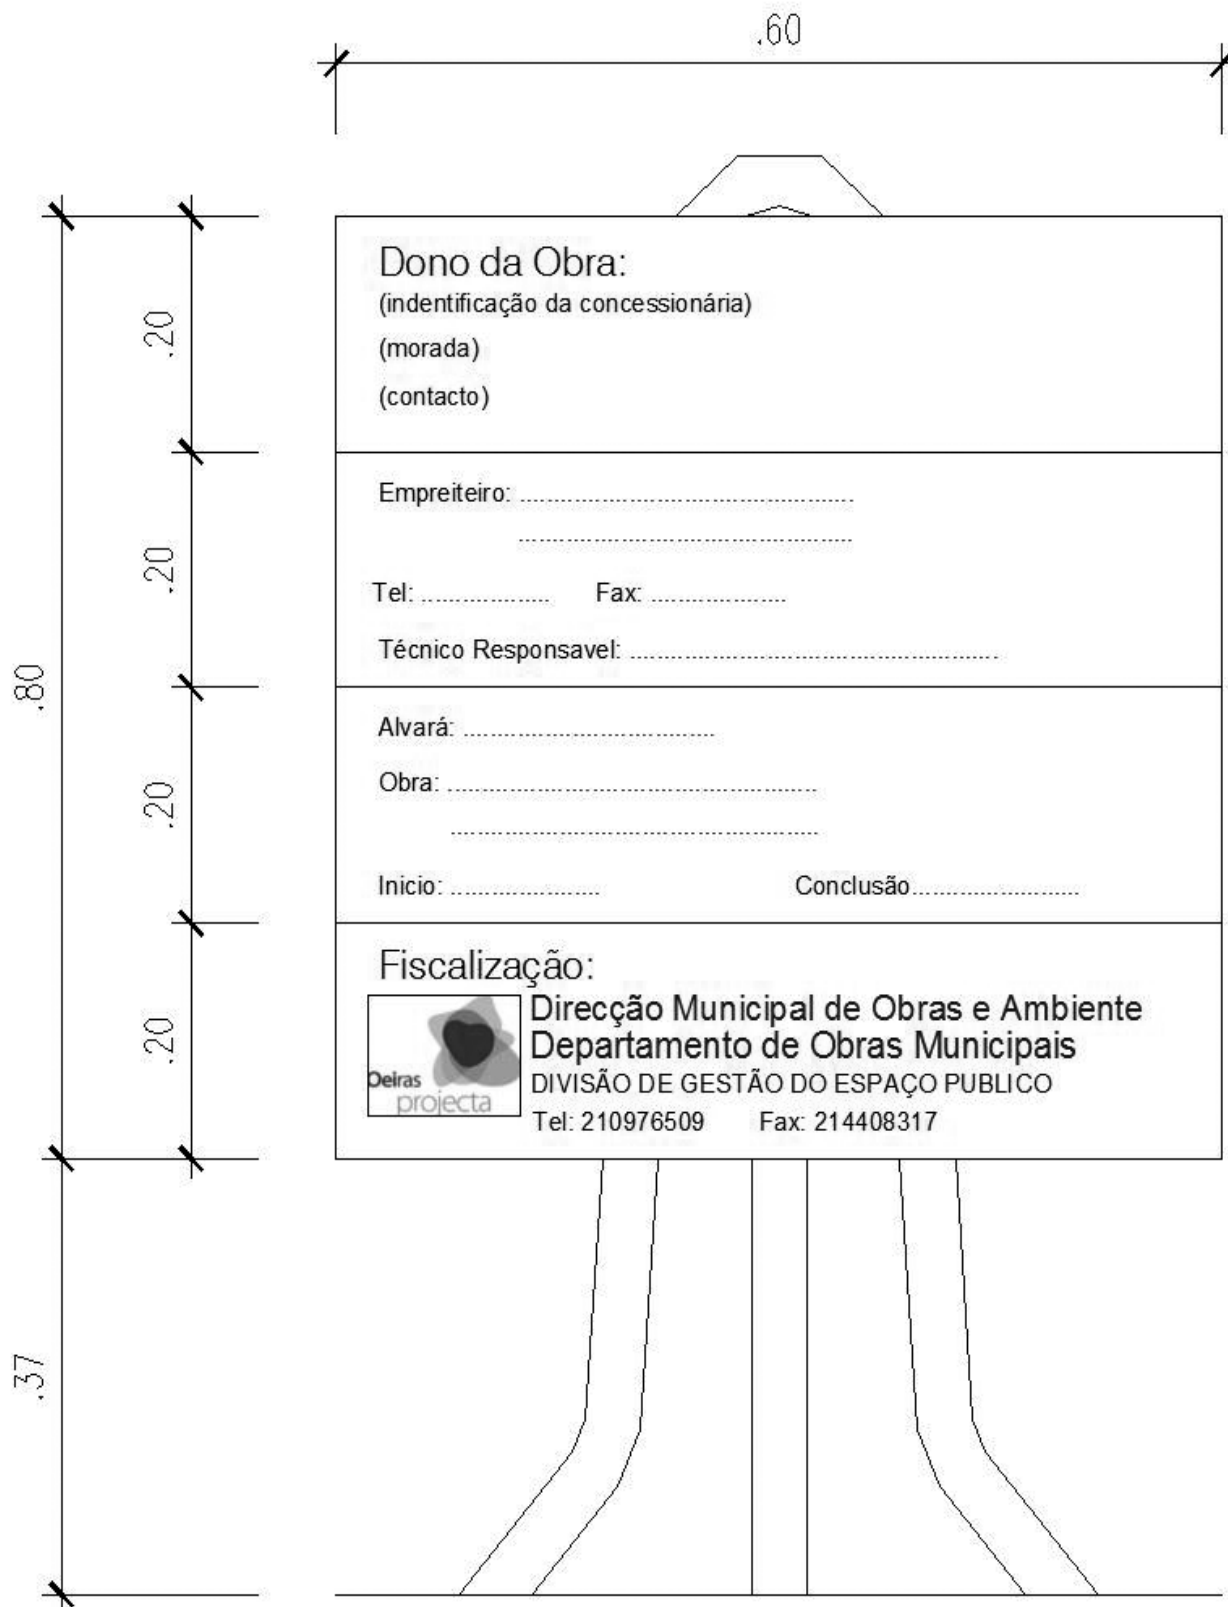 .60
.80
.20
.20
.20
.20
.37
Dono da Obra:
(indentificação da concessionária)
(morada)
(contacto)
Empreiteiro: ..........................................
..........................................
Tel: ................... Fax: ....................
Técnico Responsavel: ..............................................
Alvará: .....................................
Obra: ..............................................
..............................................
Inicio: ...................... Conclusão.........................
Fiscalização:
Oeiras
projecta
Direcção Municipal de Obras e Ambiente
Departamento de Obras Municipais
DIVISÃO DE GESTÃO DO ESPAÇO PUBLICO
Tel: 210976509 Fax: 214408317